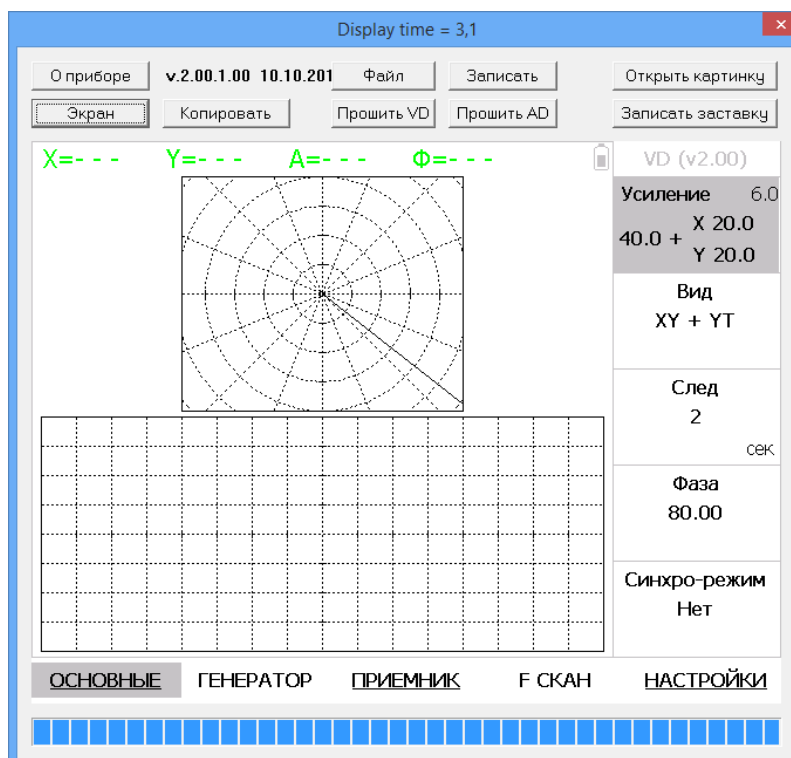 Display time = 3,1
О приборе v.2.00.1.00 10.10.201 Файл Записать Открыть картинку
Экран Копировать Прошить VD Прошить AD Записать заставку
X=- - - Y=- - - A=- - - Ф=- - - VD (v2.00)
Усиление 6.0
40.0 + X 20.0
Y 20.0
Вид
XY + YT
След
2
сек
Фаза
80.00
Синхро-режим
Нет
ОСНОВНЫЕ ГЕНЕРАТОР ПРИЕМНИК F СКАН НАСТРОЙКИ